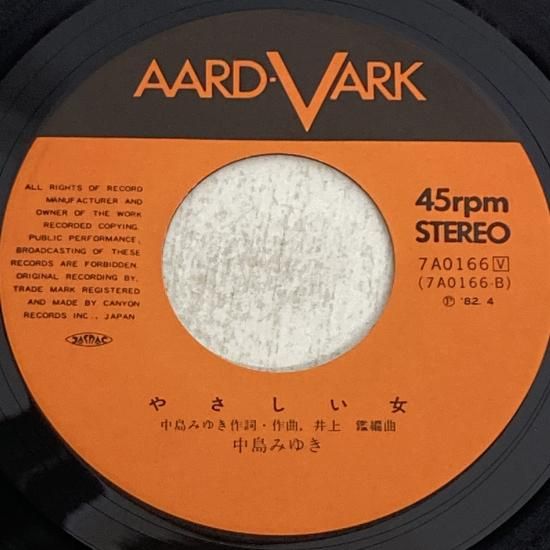 AARD-VARK
ALL RIGHTS OF RECORD
MANUFACTURER AND
OWNER OF THE WORK
RECORDED COPYING,
PUBLIC PERFORMANCE,
BROADCASTING OF THESE
RECORDS ARE FORBIDDEN.
ORIGINAL RECORDING BY,
TRADE MARK REGISTERED
AND MADE BY CANYON
RECORDS INC., JAPAN
JASRAC
45rpm
STEREO
7A0166 V
(7A0166-B)
Ⓟ '82. 4
やさしい女
中島みゆき作詞・作曲, 井上 鑑編曲
中島みゆき